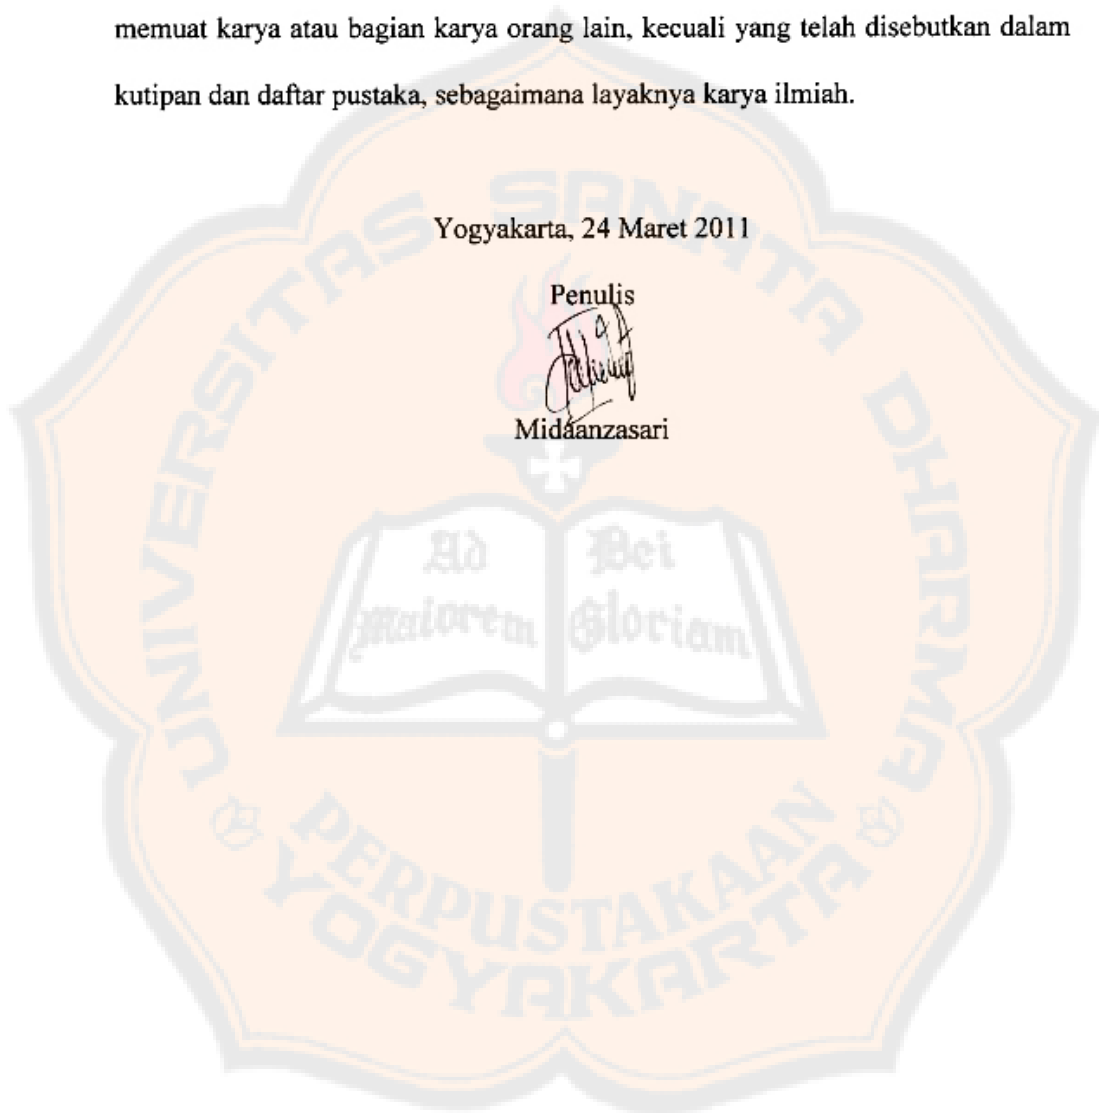 memuat karya atau bagian karya orang lain, kecuali yang telah disebutkan dalam
kutipan dan daftar pustaka, sebagaimana layaknya karya ilmiah.
Yogyakarta, 24 Maret 2011
Penulis
Midaanzasari
UNIVERSITAS SANATA DHARMA
Ad Dei
Maiorem Gloriam
PERPUSTAKAAN
YOGYAKARTA